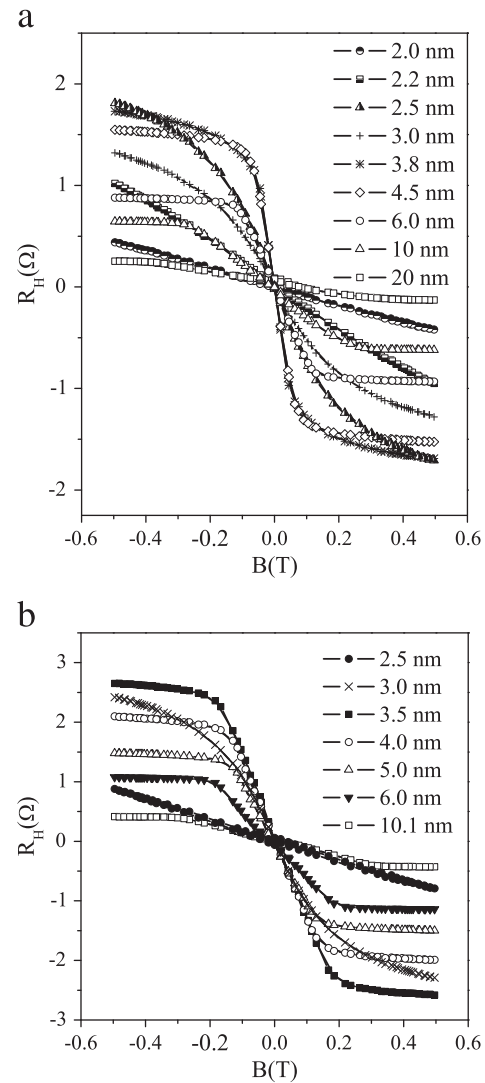 a
2.0 nm
2.2 nm
2.5 nm
3.0 nm
3.8 nm
4.5 nm
6.0 nm
10 nm
20 nm
2
1
0
-1
-2
R_H(Ω)
-0.6 -0.4 -0.2 0.0 0.2 0.4 0.6
B(T)
b
2.5 nm
3.0 nm
3.5 nm
4.0 nm
5.0 nm
6.0 nm
10.1 nm
3
2
1
0
-1
-2
-3
R_H(Ω)
-0.6 -0.4 -0.2 0.0 0.2 0.4 0.6
B(T)